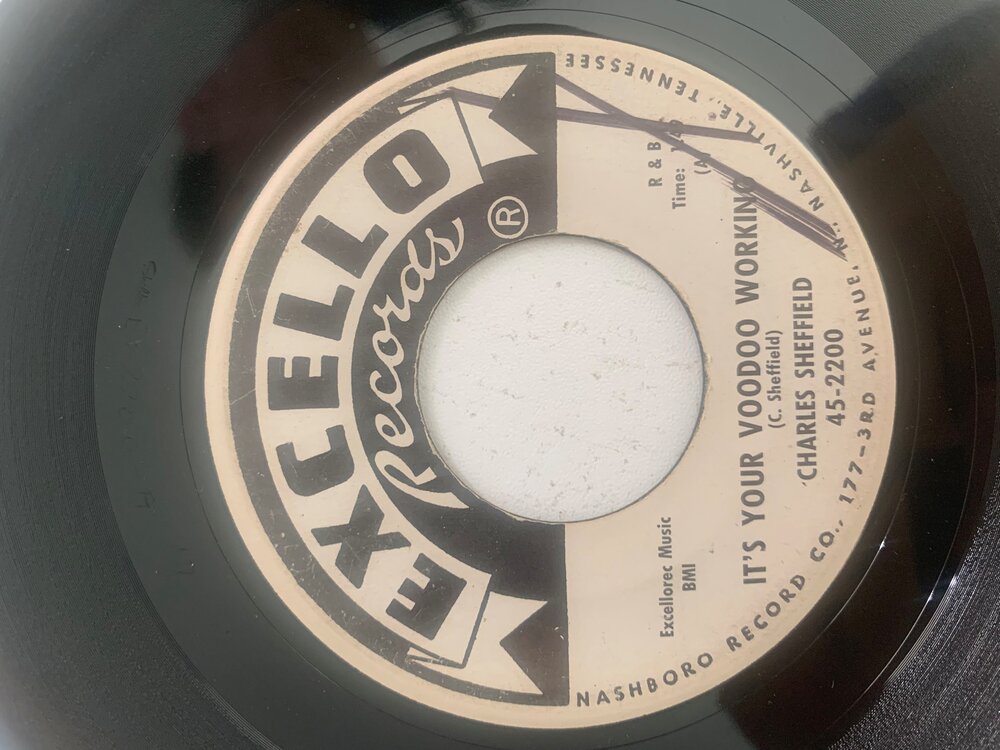 EXCELLO
Records ®
R & B
Time:
(A
Excellorec Music
BMI
IT'S YOUR VOODOO WORKING
(C. Sheffield)
CHARLES SHEFFIELD
45-2200
NASHBORO RECORD CO., 177-3RD AVENUE, N. NASHVILLE, TENNESSEE